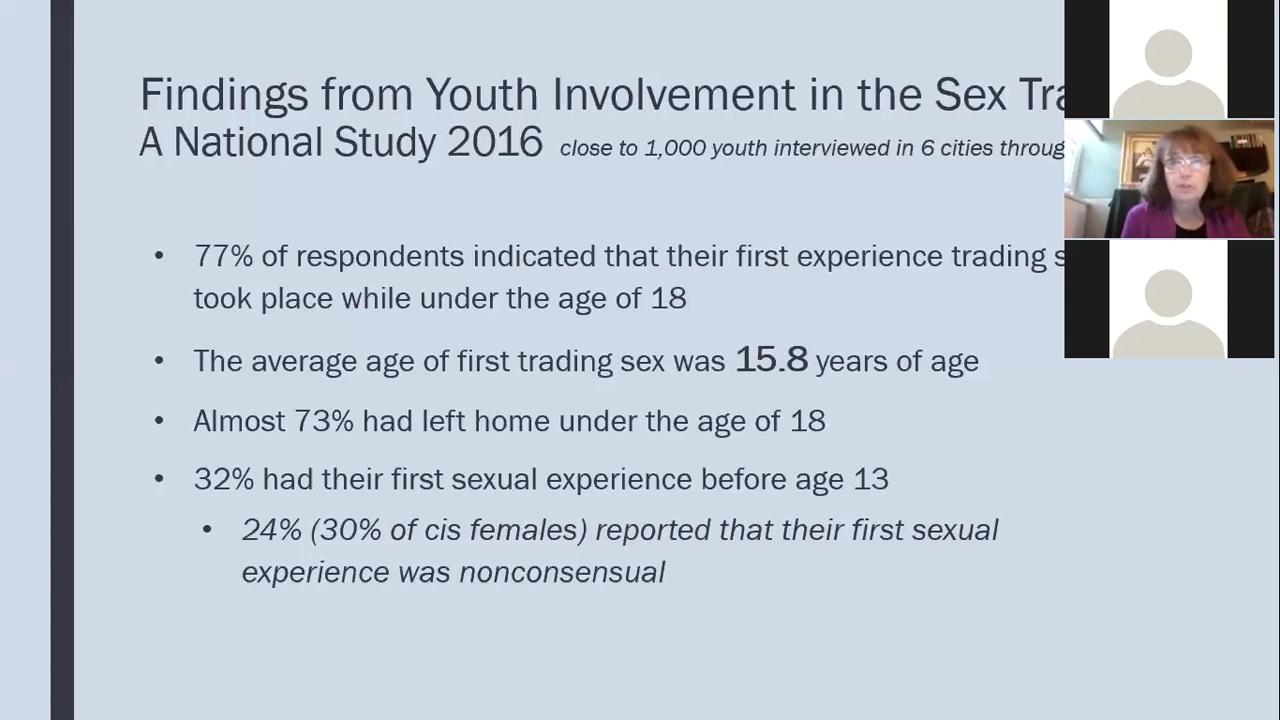 Findings from Youth Involvement in the Sex
A National Study 2016 close to 1,000 youth interviewed in 6 cities
• 77% of respondents indicated that their first experience trading
took place while under the age of 18
• The average age of first trading sex was 15.8 years of age
• Almost 73% had left home under the age of 18
• 32% had their first sexual experience before age 13
• 24% (30% of cis females) reported that their first sexual
experience was nonconsensual